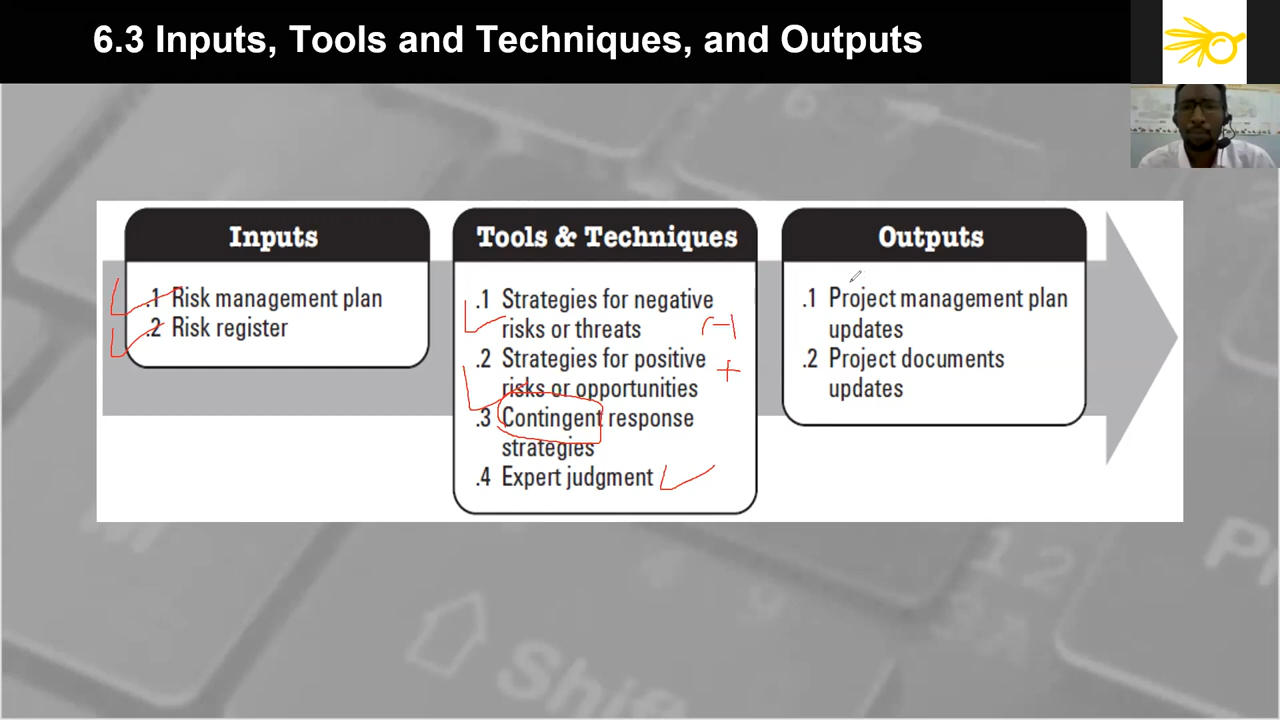 6.3 Inputs, Tools and Techniques, and Outputs
Inputs
.1 Risk management plan
.2 Risk register
Tools & Techniques
.1 Strategies for negative
risks or threats
.2 Strategies for positive
risks or opportunities
.3 Contingent response
strategies
.4 Expert judgment
Outputs
.1 Project management plan
updates
.2 Project documents
updates
Shift